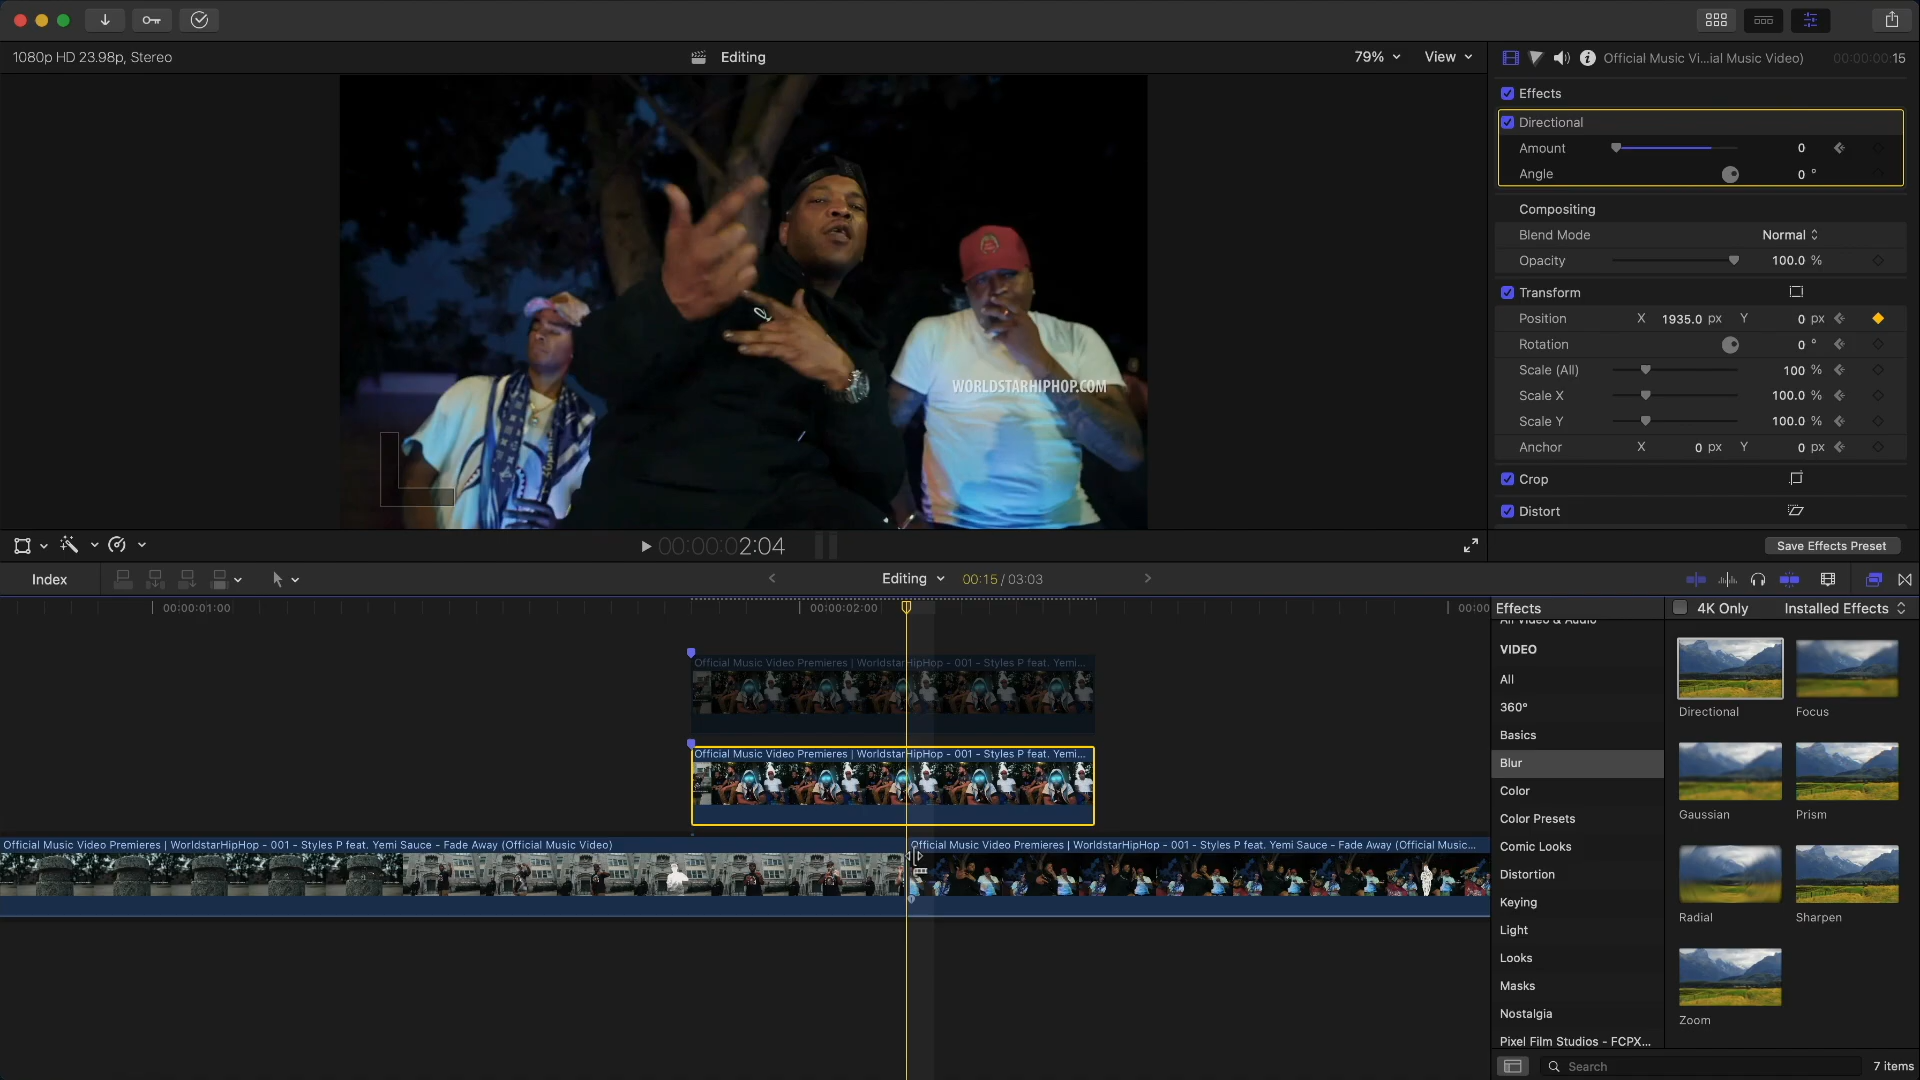 1080p HD 23.98p, Stereo
Editing
79%
View
Official Music Vi...ial Music Video)
00:00:00:15
Effects
Directional
Amount
0
Angle
0 °
Compositing
Blend Mode
Normal
Opacity
100.0 %
Transform
Position
X 1935.0 px Y 0 px
Rotation
0 °
Scale (All)
100 %
Scale X
100.0 %
Scale Y
100.0 %
Anchor
X 0 px Y 0 px
Crop
Distort
WORLDSTARHIPHOP.COM
00:00:02:04
Save Effects Preset
Index
Editing
00:15 / 03:03
00:00:01:00
00:00:02:00
00:00
Official Music Video Premieres | WorldstarHipHop - 001 - Styles P feat. Yemi...
Official Music Video Premieres | WorldstarHipHop - 001 - Styles P feat. Yemi...
Official Music Video Premieres | WorldstarHipHop - 001 - Styles P feat. Yemi Sauce - Fade Away (Official Music Video)
Official Music Video Premieres | WorldstarHipHop - 001 - Styles P feat. Yemi Sauce - Fade Away (Official Music...
Effects
4K Only
Installed Effects
All Video & Audio
VIDEO
All
360°
Basics
Blur
Color
Color Presets
Comic Looks
Distortion
Keying
Light
Looks
Masks
Nostalgia
Pixel Film Studios - FCPX...
Directional
Focus
Gaussian
Prism
Radial
Sharpen
Zoom
Search
7 items